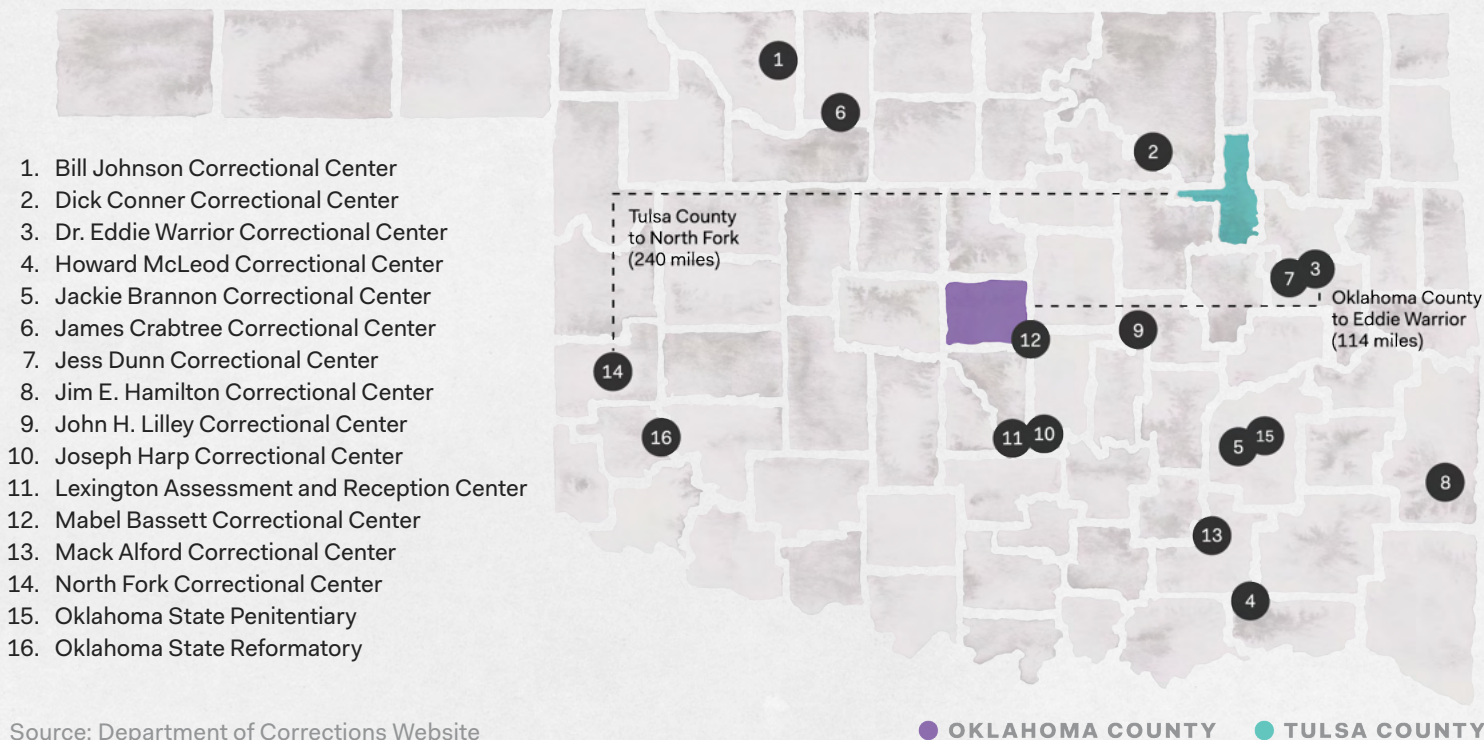 1. Bill Johnson Correctional Center
2. Dick Conner Correctional Center
3. Dr. Eddie Warrior Correctional Center
4. Howard McLeod Correctional Center
5. Jackie Brannon Correctional Center
6. James Crabtree Correctional Center
7. Jess Dunn Correctional Center
8. Jim E. Hamilton Correctional Center
9. John H. Lilley Correctional Center
10. Joseph Harp Correctional Center
11. Lexington Assessment and Reception Center
12. Mabel Bassett Correctional Center
13. Mack Alford Correctional Center
14. North Fork Correctional Center
15. Oklahoma State Penitentiary
16. Oklahoma State Reformatory
1
6
2
Tulsa County
to North Fork
(240 miles)
7
3
Oklahoma County
to Eddie Warrior
(114 miles)
12
9
14
16
11
10
5
15
8
13
4
Source: Department of Corrections Website
OKLAHOMA COUNTY
TULSA COUNTY